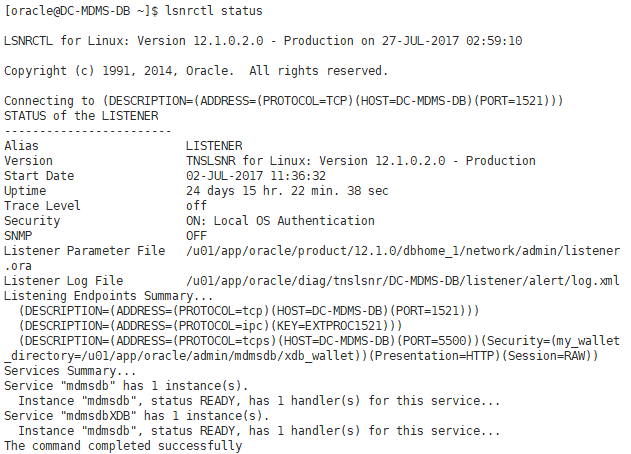 [oracle@DC-MDMS-DB ~]$ lsnrctl status
LSNRCTL for Linux: Version 12.1.0.2.0 - Production on 27-JUL-2017 02:59:10
Copyright (c) 1991, 2014, Oracle.  All rights reserved.
Connecting to (DESCRIPTION=(ADDRESS=(PROTOCOL=TCP)(HOST=DC-MDMS-DB)(PORT=1521)))
STATUS of the LISTENER
------------------------
Alias                     LISTENER
Version                   TNSLSNR for Linux: Version 12.1.0.2.0 - Production
Start Date                02-JUL-2017 11:36:32
Uptime                    24 days 15 hr. 22 min. 38 sec
Trace Level               off
Security                  ON: Local OS Authentication
SNMP                      OFF
Listener Parameter File   /u01/app/oracle/product/12.1.0/dbhome_1/network/admin/listener
.ora
Listener Log File         /u01/app/oracle/diag/tnslsnr/DC-MDMS-DB/listener/alert/log.xml
Listening Endpoints Summary...
  (DESCRIPTION=(ADDRESS=(PROTOCOL=tcp)(HOST=DC-MDMS-DB)(PORT=1521)))
  (DESCRIPTION=(ADDRESS=(PROTOCOL=ipc)(KEY=EXTPROC1521)))
  (DESCRIPTION=(ADDRESS=(PROTOCOL=tcps)(HOST=DC-MDMS-DB)(PORT=5500))(Security=(my_wallet
_directory=/u01/app/oracle/admin/mdmsdb/xdb_wallet))(Presentation=HTTP)(Session=RAW))
Services Summary...
Service "mdmsdb" has 1 instance(s).
  Instance "mdmsdb", status READY, has 1 handler(s) for this service...
Service "mdmsdbXDB" has 1 instance(s).
  Instance "mdmsdb", status READY, has 1 handler(s) for this service...
The command completed successfully